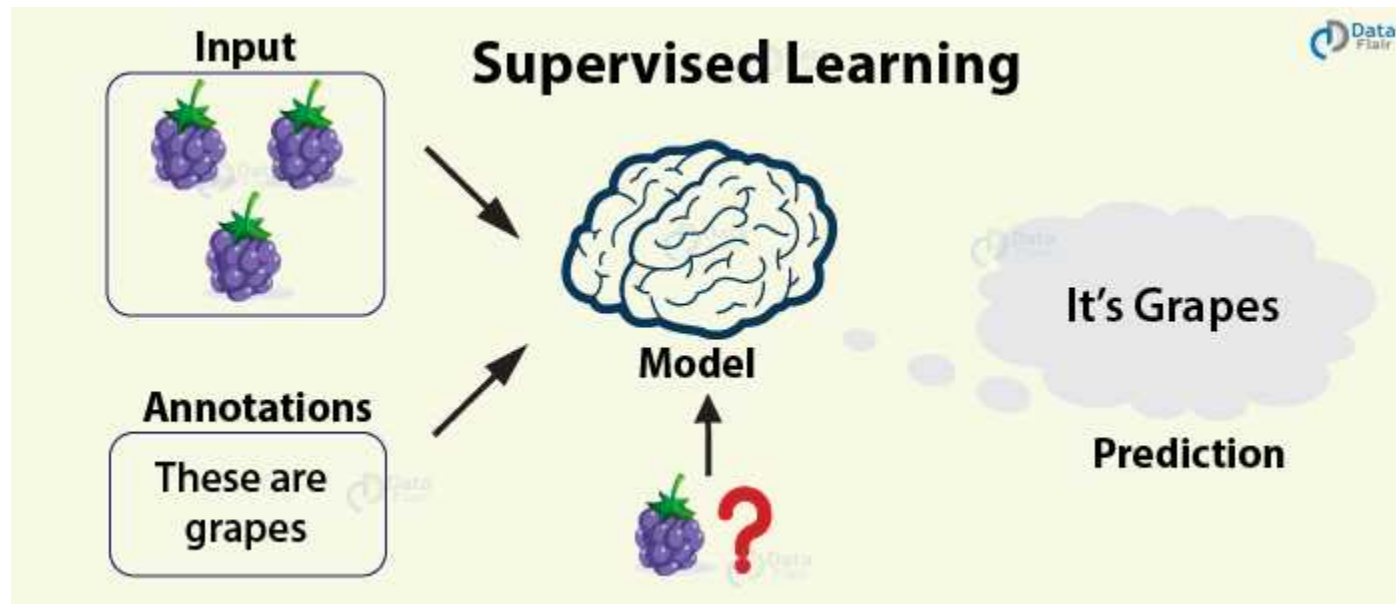 Input
Supervised Learning
Data
Flair
Model
It's Grapes
Annotations
These are
grapes
Prediction